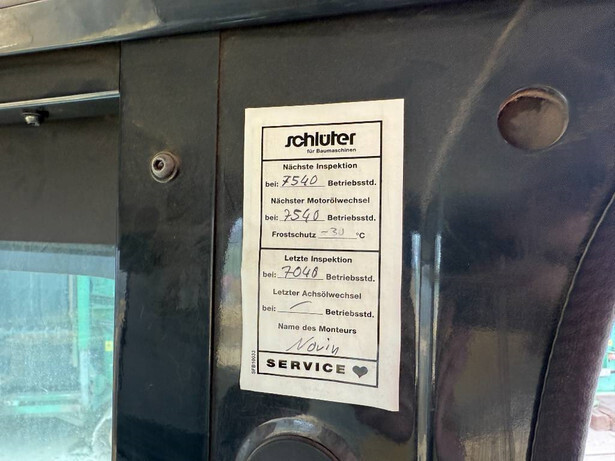 schlüter
für Baumaschinen
Nächste Inspektion
bei: 7540 Betriebsstd.
Nächster Motorölwechsel
bei: 7540 Betriebsstd.
Frostschutz -30 °C
Letzte Inspektion
bei: 7040 Betriebsstd.
Letzter Achsölwechsel
bei: – Betriebsstd.
Name des Monteurs
SERVICE ♥